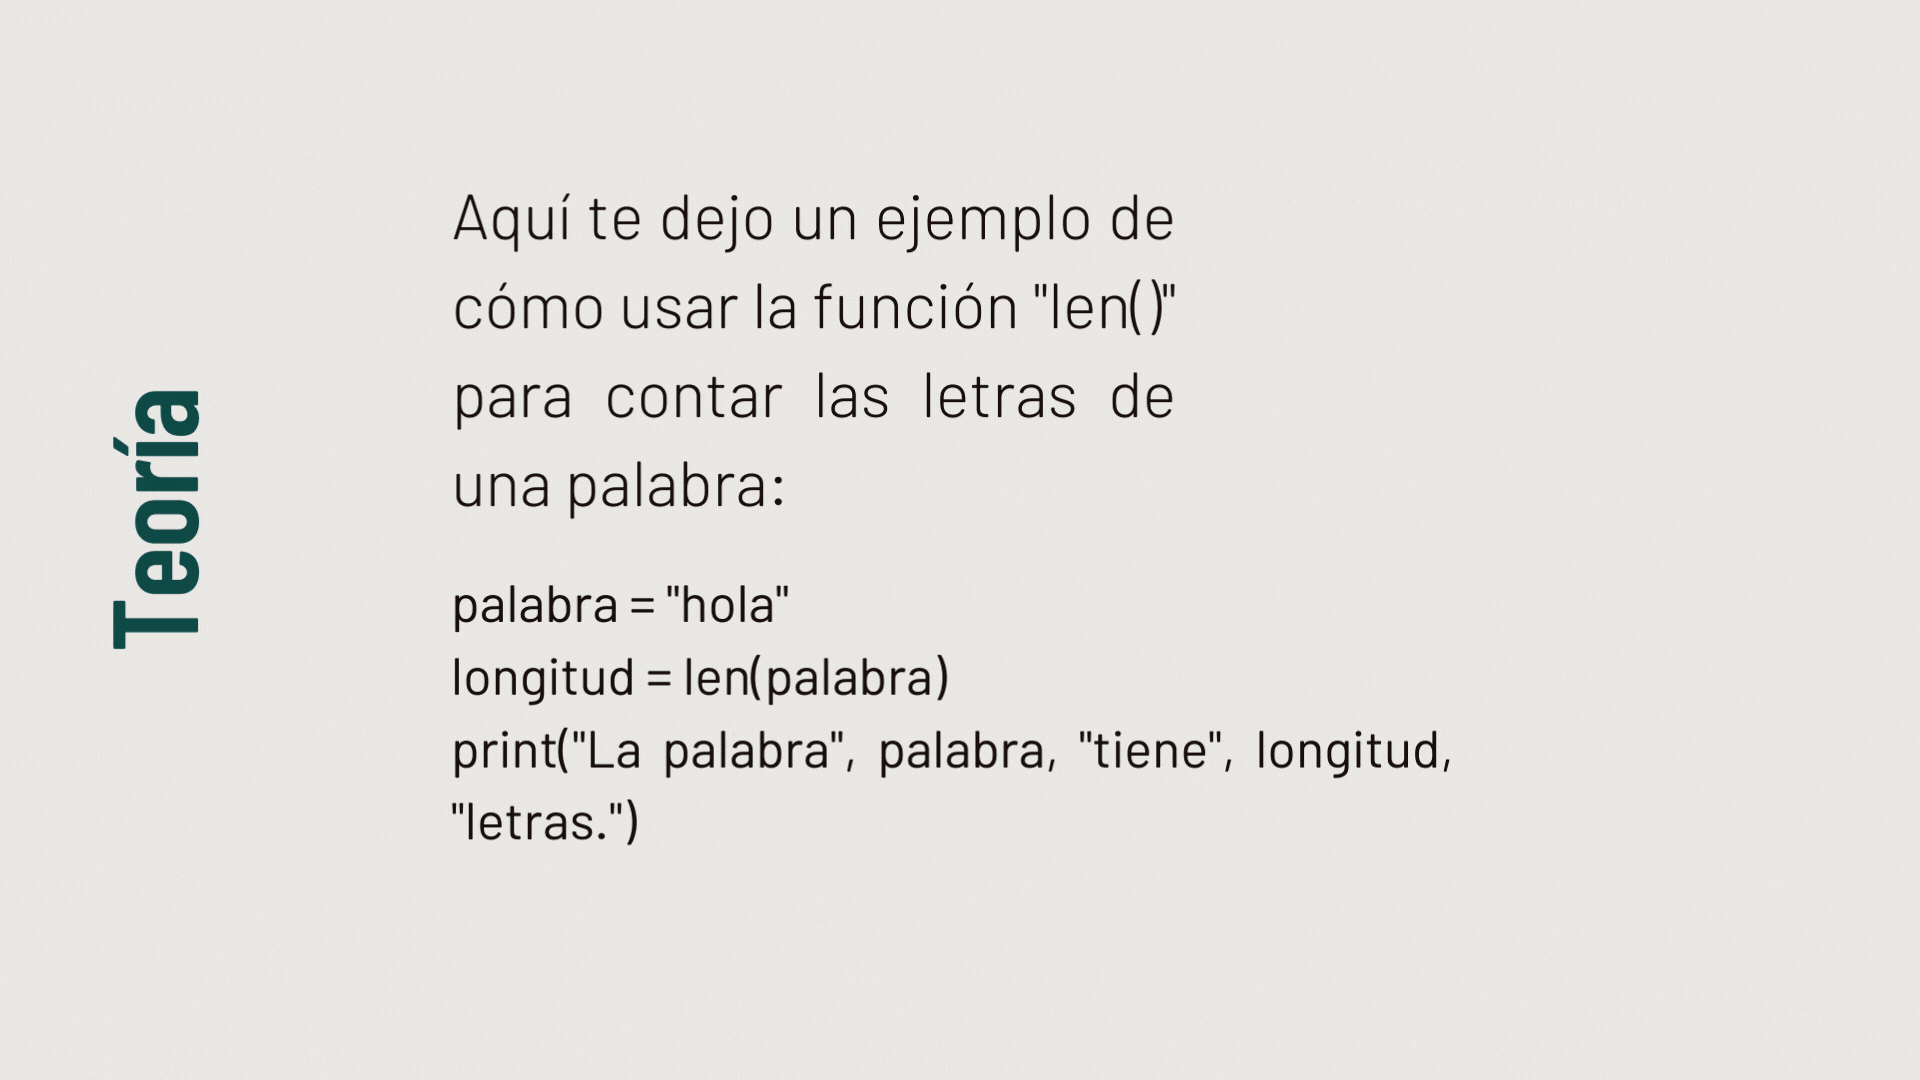 Teoría
Aquí te dejo un ejemplo de
cómo usar la función "len()"
para contar las letras de
una palabra:
palabra = "hola"
longitud = len(palabra)
print("La palabra", palabra, "tiene", longitud,
"letras.")